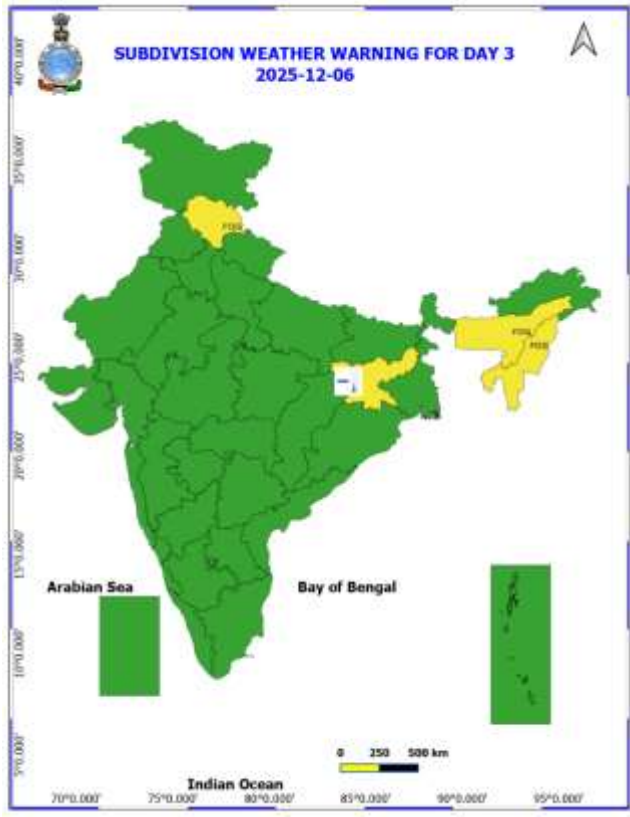 SUBDIVISION WEATHER WARNING FOR DAY 3
2025-12-06
40°0.000'
35°0.000'
30°0.000'
25°0.000'
20°0.000'
15°0.000'
10°0.000'
5°0.000'
FOG
FOG
FOG
Arabian Sea
Bay of Bengal
0 250 500 km
Indian Ocean
70°0.000' 75°0.000' 80°0.000' 85°0.000' 90°0.000' 95°0.000'